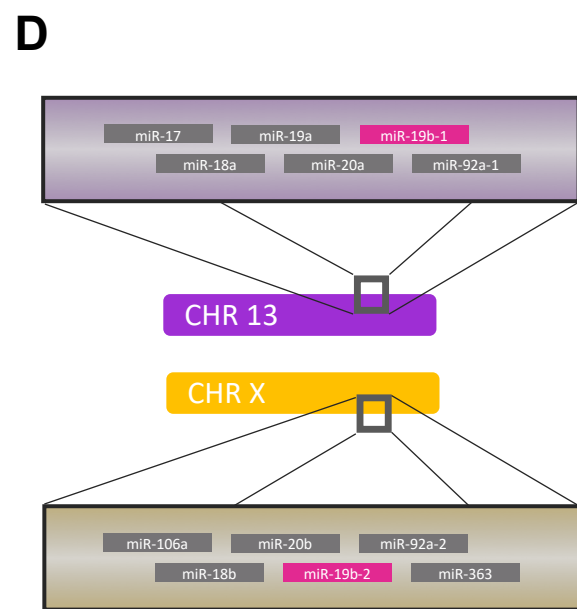 D
miR-17 miR-19a miR-19b-1
miR-18a miR-20a miR-92a-1
CHR 13
CHR X
miR-106a miR-20b miR-92a-2
miR-18b miR-19b-2 miR-363